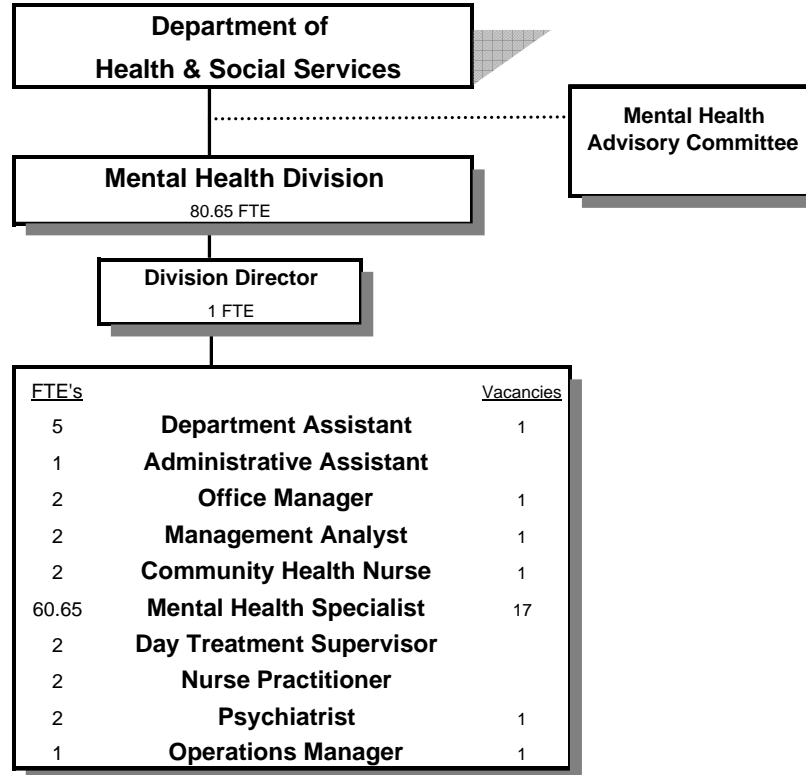 Department of
Health & Social Services
Mental Health
Advisory Committee
Mental Health Division
80.65 FTE
Division Director
1 FTE
FTE's Vacancies
5 Department Assistant 1
1 Administrative Assistant
2 Office Manager 1
2 Management Analyst 1
2 Community Health Nurse 1
60.65 Mental Health Specialist 17
2 Day Treatment Supervisor
2 Nurse Practitioner
2 Psychiatrist 1
1 Operations Manager 1